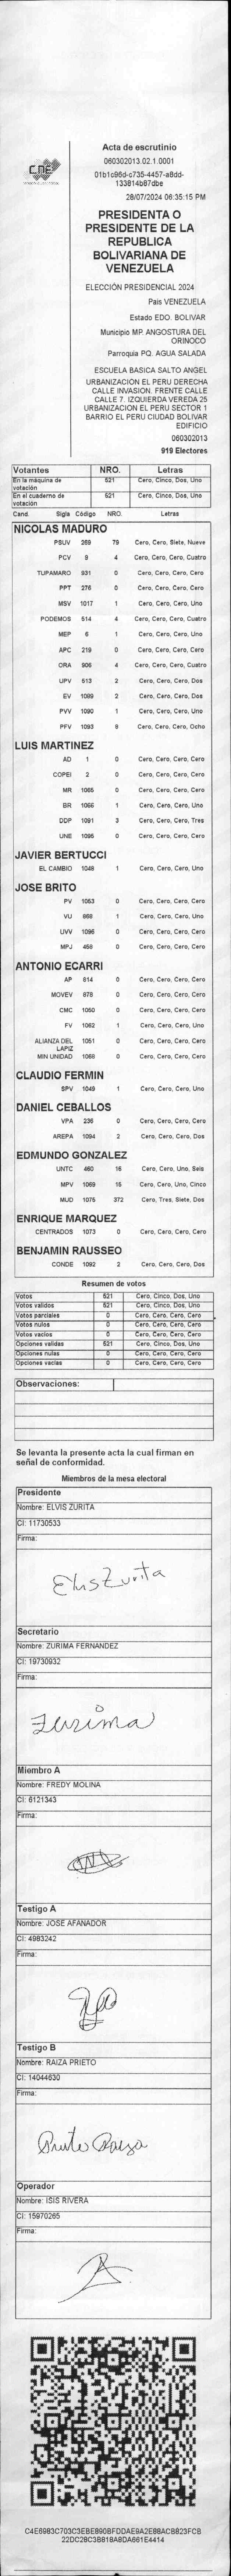 CNE
Acta de escrutinio
060302013.02.1.0001
01b1c96d-c735-4457-a8dd-
133814b87dbe
28/07/2024 06:35:15 PM
PRESIDENTA O
PRESIDENTE DE LA
REPUBLICA
BOLIVARIANA DE
VENEZUELA
ELECCIÓN PRESIDENCIAL 2024
Pais VENEZUELA
Estado EDO. BOLIVAR
Municipio MP. ANGOSTURA DEL
ORINOCO
Parroquia PQ. AGUA SALADA
ESCUELA BASICA SALTO ANGEL
URBANIZACION EL PERU DERECHA
CALLE INVASION. FRENTE CALLE
CALLE 7. IZQUIERDA VEREDA 25
URBANIZACION EL PERU SECTOR 1
BARRIO EL PERU CIUDAD BOLIVAR
EDIFICIO
060302013
919 Electores
Votantes NRO. Letras
En la máquina de votación 521 Cero, Cinco, Dos, Uno
En el cuaderno de votación 521 Cero, Cinco, Dos, Uno
Cand. Sigla Código NRO. Letras
NICOLAS MADURO
PSUV 269 79 Cero, Cero, Siete, Nueve
PCV 9 4 Cero, Cero, Cero, Cuatro
TUPAMARO 931 0 Cero, Cero, Cero, Cero
PPT 276 0 Cero, Cero, Cero, Cero
MSV 1017 1 Cero, Cero, Cero, Uno
PODEMOS 514 4 Cero, Cero, Cero, Cuatro
MEP 6 1 Cero, Cero, Cero, Uno
APC 219 0 Cero, Cero, Cero, Cero
ORA 906 4 Cero, Cero, Cero, Cuatro
UPV 513 2 Cero, Cero, Cero, Dos
EV 1089 2 Cero, Cero, Cero, Dos
PVV 1090 1 Cero, Cero, Cero, Uno
PFV 1093 8 Cero, Cero, Cero, Ocho
LUIS MARTINEZ
AD 1 0 Cero, Cero, Cero, Cero
COPEI 2 0 Cero, Cero, Cero, Cero
MR 1065 0 Cero, Cero, Cero, Cero
BR 1066 1 Cero, Cero, Cero, Uno
DDP 1091 3 Cero, Cero, Cero, Tres
UNE 1095 0 Cero, Cero, Cero, Cero
JAVIER BERTUCCI
EL CAMBIO 1048 1 Cero, Cero, Cero, Uno
JOSE BRITO
PV 1053 0 Cero, Cero, Cero, Cero
VU 668 1 Cero, Cero, Cero, Uno
UVV 1096 0 Cero, Cero, Cero, Cero
MPJ 458 0 Cero, Cero, Cero, Cero
ANTONIO ECARRI
AP 814 0 Cero, Cero, Cero, Cero
MOVEV 878 0 Cero, Cero, Cero, Cero
CMC 1050 0 Cero, Cero, Cero, Cero
FV 1062 1 Cero, Cero, Cero, Uno
ALIANZA DEL LAPIZ 1051 0 Cero, Cero, Cero, Cero
MIN UNIDAD 1068 0 Cero, Cero, Cero, Cero
CLAUDIO FERMIN
SPV 1049 1 Cero, Cero, Cero, Uno
DANIEL CEBALLOS
VPA 236 0 Cero, Cero, Cero, Cero
AREPA 1094 2 Cero, Cero, Cero, Dos
EDMUNDO GONZALEZ
UNTC 460 16 Cero, Cero, Uno, Seis
MPV 1069 15 Cero, Cero, Uno, Cinco
MUD 1075 372 Cero, Tres, Siete, Dos
ENRIQUE MARQUEZ
CENTRADOS 1073 0 Cero, Cero, Cero, Cero
BENJAMIN RAUSSEO
CONDE 1092 2 Cero, Cero, Cero, Dos
Resumen de votos
Votos 521 Cero, Cinco, Dos, Uno
Votos validos 521 Cero, Cinco, Dos, Uno
Votos parciales 0 Cero, Cero, Cero, Cero
Votos nulos 0 Cero, Cero, Cero, Cero
Votos vacios 0 Cero, Cero, Cero, Cero
Opciones validas 521 Cero, Cinco, Dos, Uno
Opciones nulas 0 Cero, Cero, Cero, Cero
Opciones vacias 0 Cero, Cero, Cero, Cero
Observaciones:
Se levanta la presente acta la cual firman en
señal de conformidad.
Miembros de la mesa electoral
Presidente
Nombre: ELVIS ZURITA
CI: 11730533
Firma:
Elvis Zurita
Secretario
Nombre: ZURIMA FERNANDEZ
CI: 19730932
Firma:
Zurima
Miembro A
Nombre: FREDY MOLINA
CI: 6121343
Firma:
Testigo A
Nombre: JOSE AFANADOR
CI: 4983242
Firma:
Testigo B
Nombre: RAIZA PRIETO
CI: 14044630
Firma:
Prieto Raiza
Operador
Nombre: ISIS RIVERA
CI: 15970265
Firma:
C4E6983C703C3EBE890BFDDAE9A2E88ACB823FCB
22DC28C3B818A8DA661E4414